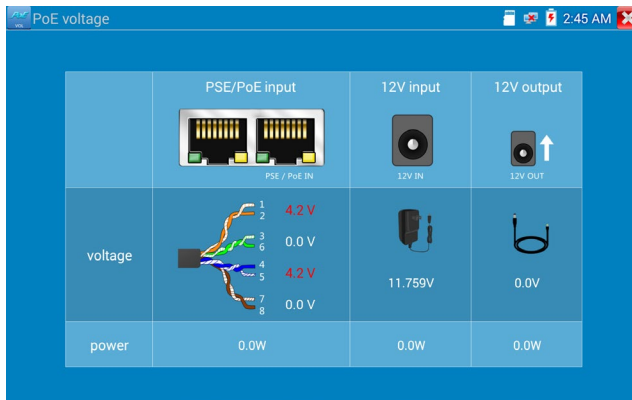 PoE voltage
2:45 AM
PSE/PoE input
12V input
12V output
PSE / PoE IN
12V IN
12V OUT
voltage
1
2
4.2 V
3
6
0.0 V
4
5
4.2 V
7
8
0.0 V
11.759V
0.0V
power
0.0W
0.0W
0.0W